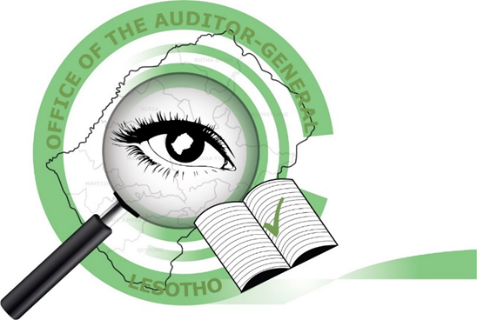 OFFICE OF THE AUDITOR-GENERAL
LESOTHO